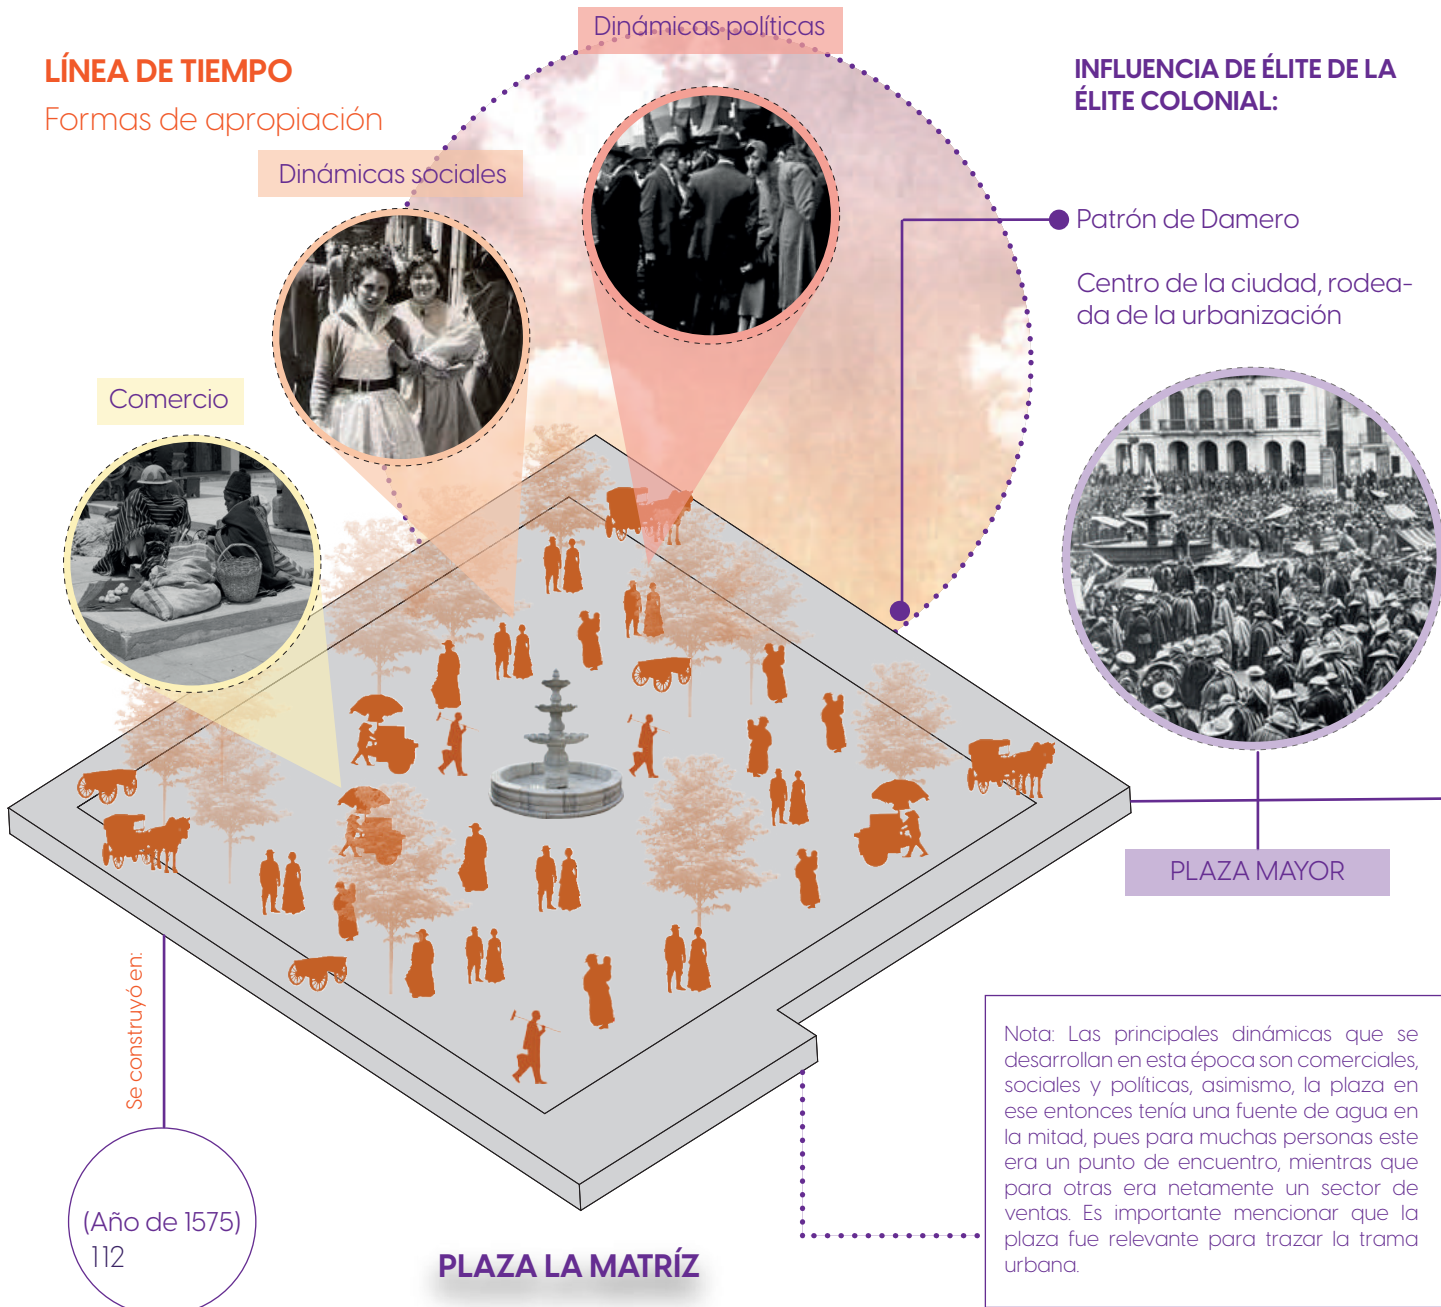 LÍNEA DE TIEMPO
Formas de apropiación
Dinámicas políticas
Dinámicas sociales
Comercio
INFLUENCIA DE ÉLITE DE LA
ÉLITE COLONIAL:
Patrón de Damero
Centro de la ciudad, rodea-
da de la urbanización
PLAZA MAYOR
Se construyó en:
(Año de 1575)
112
PLAZA LA MATRÍZ
Nota: Las principales dinámicas que se
desarrollan en esta época son comerciales,
sociales y políticas, asimismo, la plaza en
ese entonces tenía una fuente de agua en
la mitad, pues para muchas personas este
era un punto de encuentro, mientras que
para otras era netamente un sector de
ventas. Es importante mencionar que la
plaza fue relevante para trazar la trama
urbana.